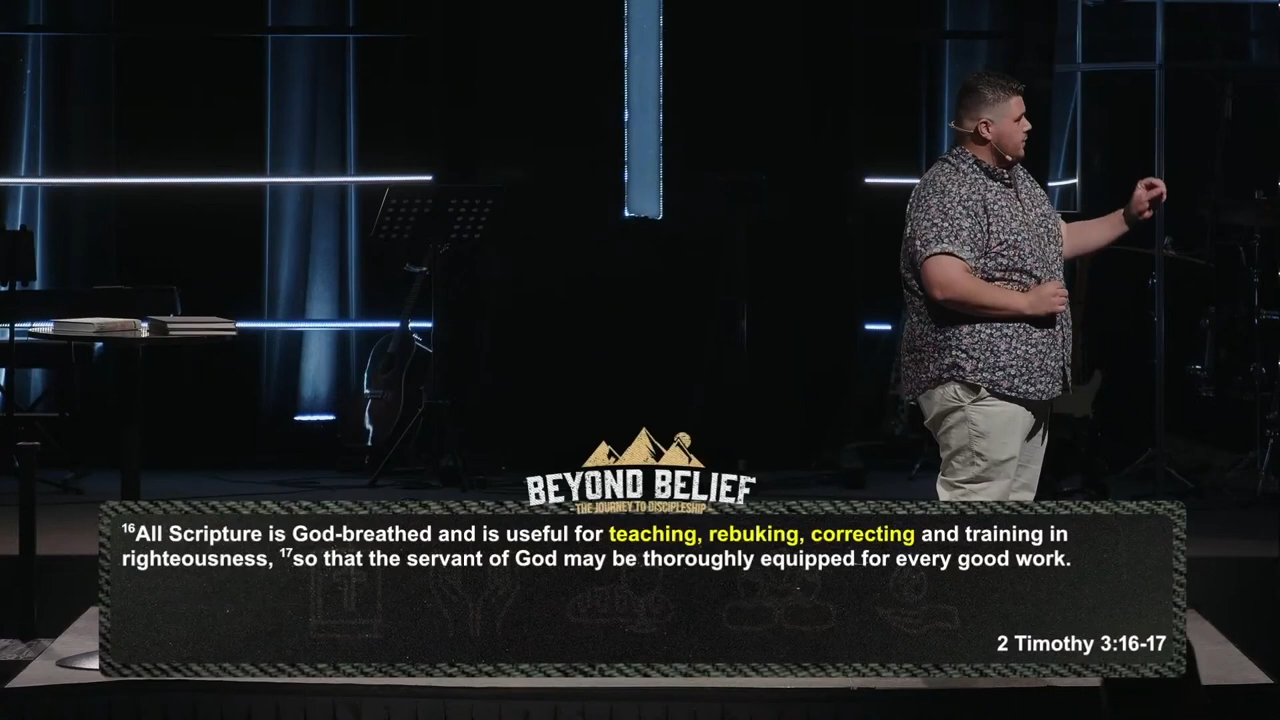 BEYOND BELIEF
THE JOURNEY TO DISCIPLESHIP
16All Scripture is God-breathed and is useful for teaching, rebuking, correcting and training in
righteousness, 17so that the servant of God may be thoroughly equipped for every good work.
2 Timothy 3:16-17